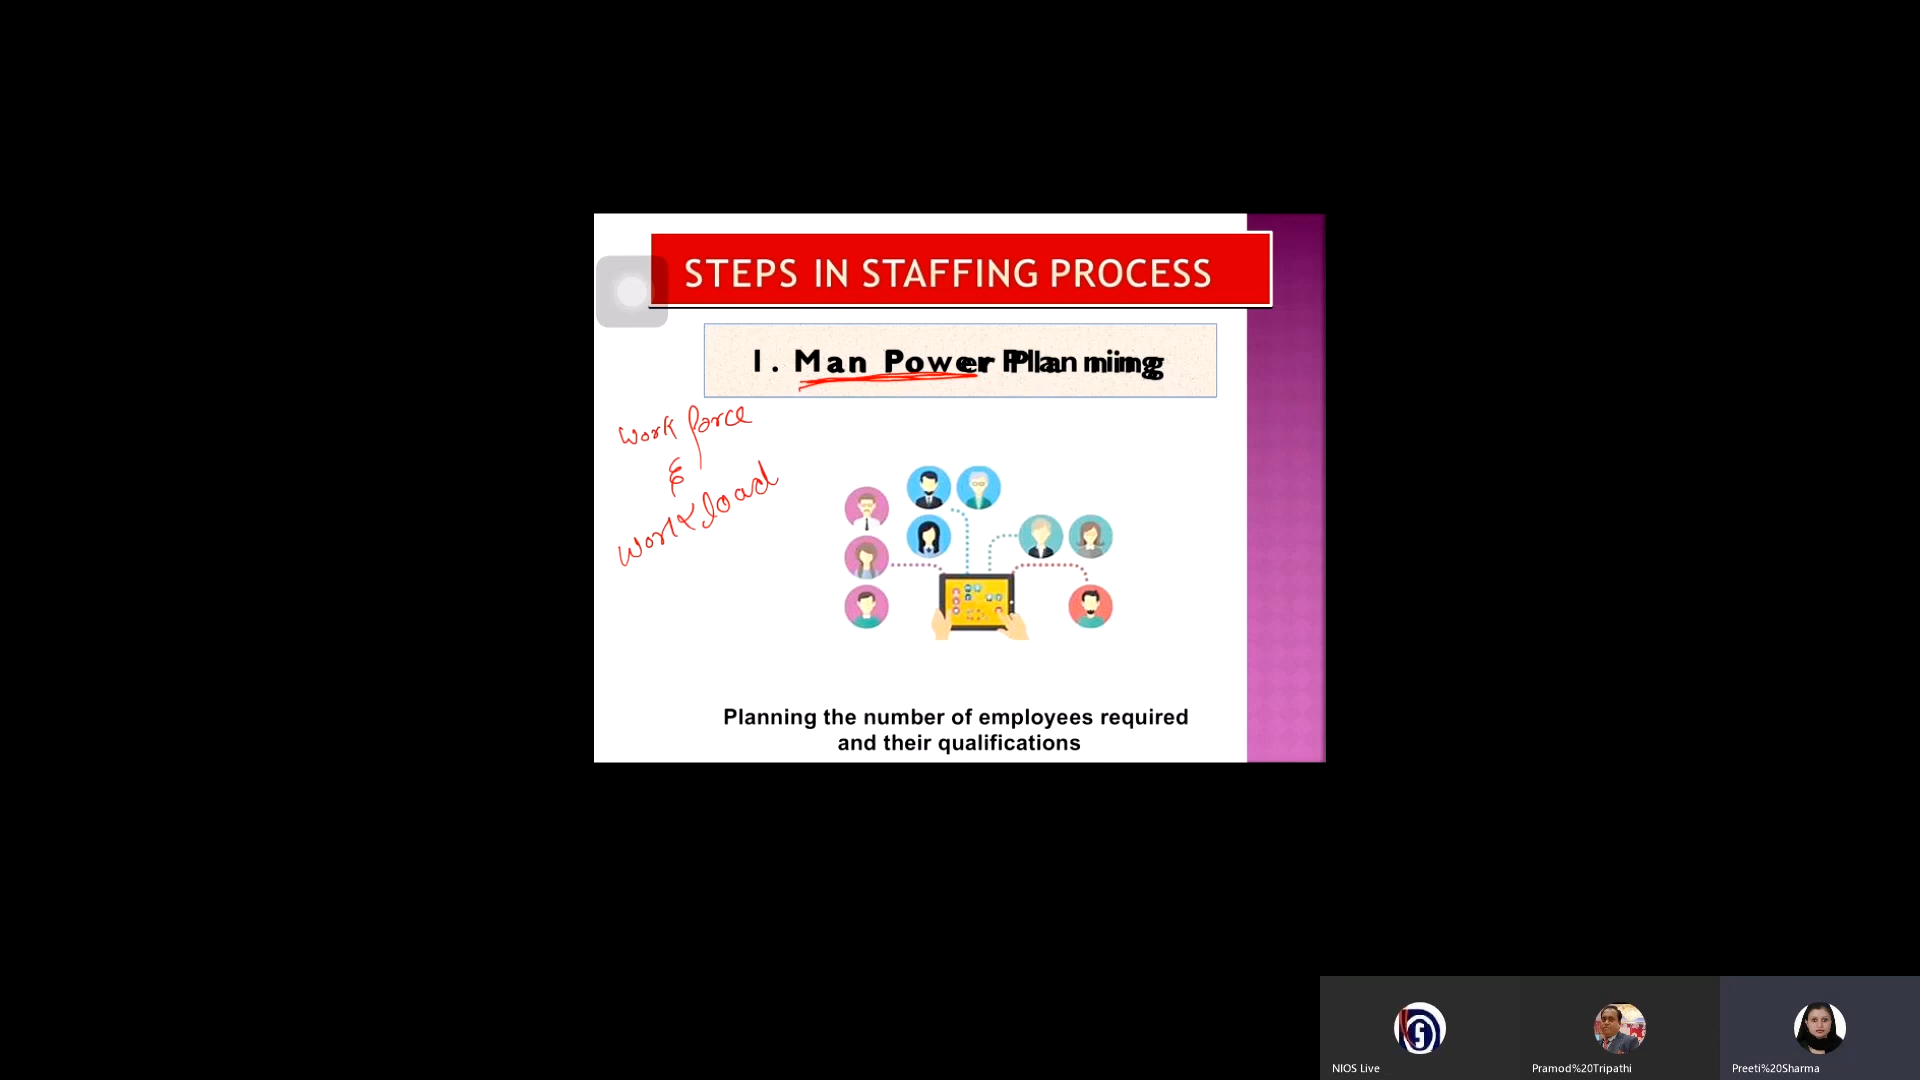 STEPS IN STAFFING PROCESS
1. Man Power Planning
Work force
&
Workload
Planning the number of employees required
and their qualifications
NIOS Live
Pramod%20Tripathi
Preeti%20Sharma